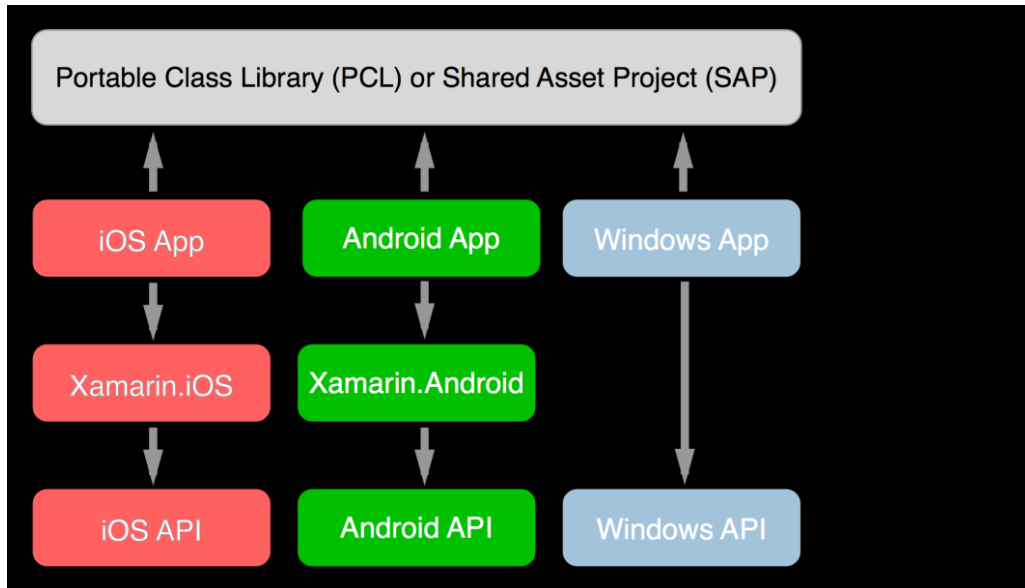 Portable Class Library (PCL) or Shared Asset Project (SAP)
iOS App
Android App
Windows App
Xamarin.iOS
Xamarin.Android
iOS API
Android API
Windows API